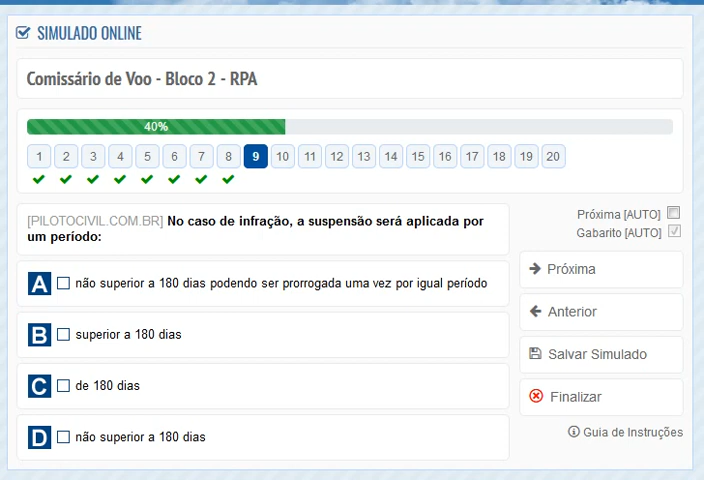 SIMULADO ONLINE
Comissário de Voo - Bloco 2 - RPA
40%
1 2 3 4 5 6 7 8 9 10 11 12 13 14 15 16 17 18 19 20
[PILOTOCIVIL.COM.BR] No caso de infração, a suspensão será aplicada por
um período:
A não superior a 180 dias podendo ser prorrogada uma vez por igual período
B superior a 180 dias
C de 180 dias
D não superior a 180 dias
Próxima [AUTO]
Gabarito [AUTO]
Próxima
Anterior
Salvar Simulado
Finalizar
Guia de Instruções